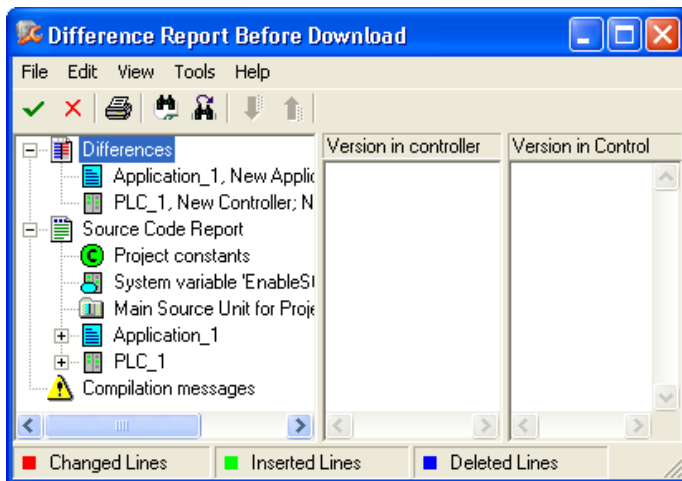 Difference Report Before Download
File Edit View Tools Help
Differences
Application_1, New Applic
PLC_1, New Controller; N
Source Code Report
Project constants
System variable 'EnableSI
Main Source Unit for Proje
Application_1
PLC_1
Compilation messages
Version in controller
Version in Control
Changed Lines
Inserted Lines
Deleted Lines